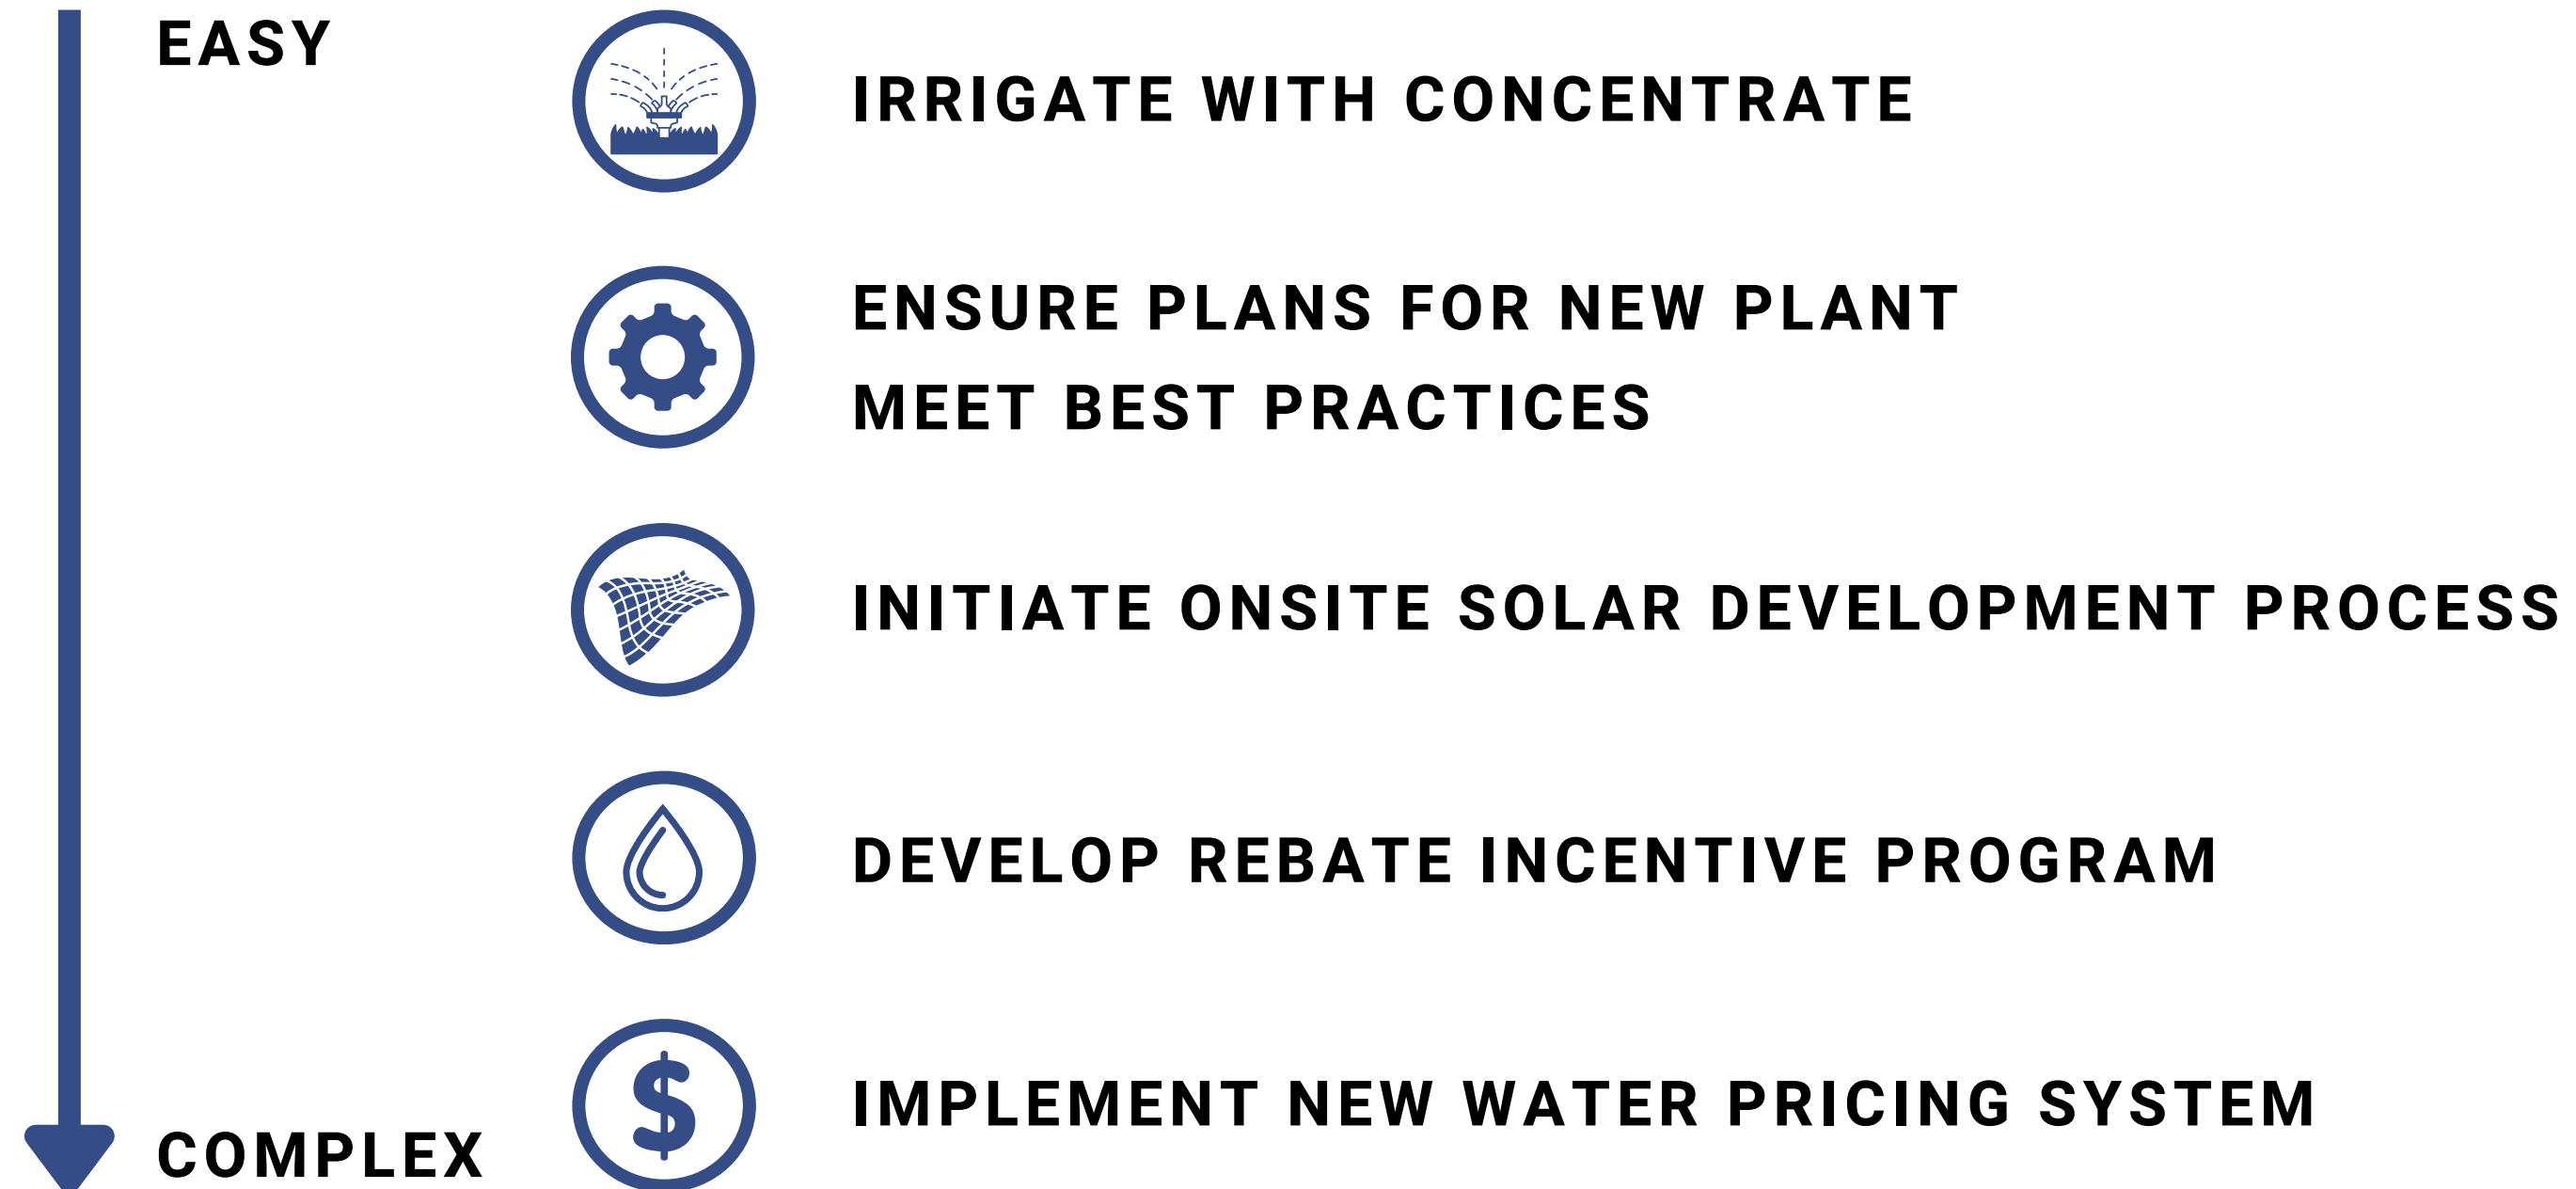 EASY
IRRIGATE WITH CONCENTRATE
ENSURE PLANS FOR NEW PLANT
MEET BEST PRACTICES
INITIATE ONSITE SOLAR DEVELOPMENT PROCESS
DEVELOP REBATE INCENTIVE PROGRAM
$
IMPLEMENT NEW WATER PRICING SYSTEM
COMPLEX